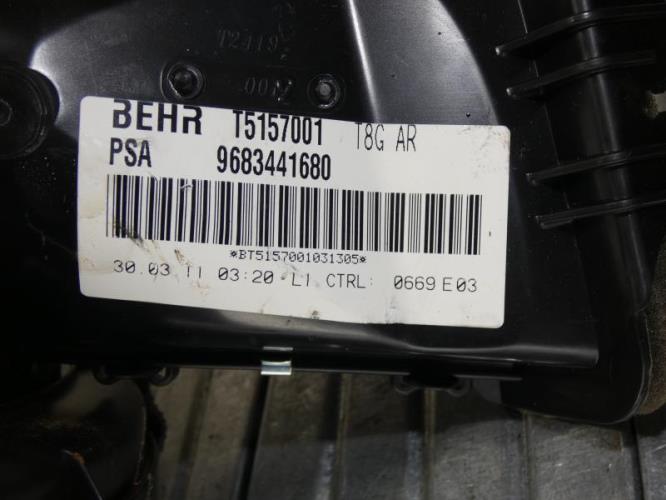 BEHR T5157001 T8G AR
PSA 9683441680
*BT5157001031305*
30.03 11 03:20 L1 CTRL: 0669 E03